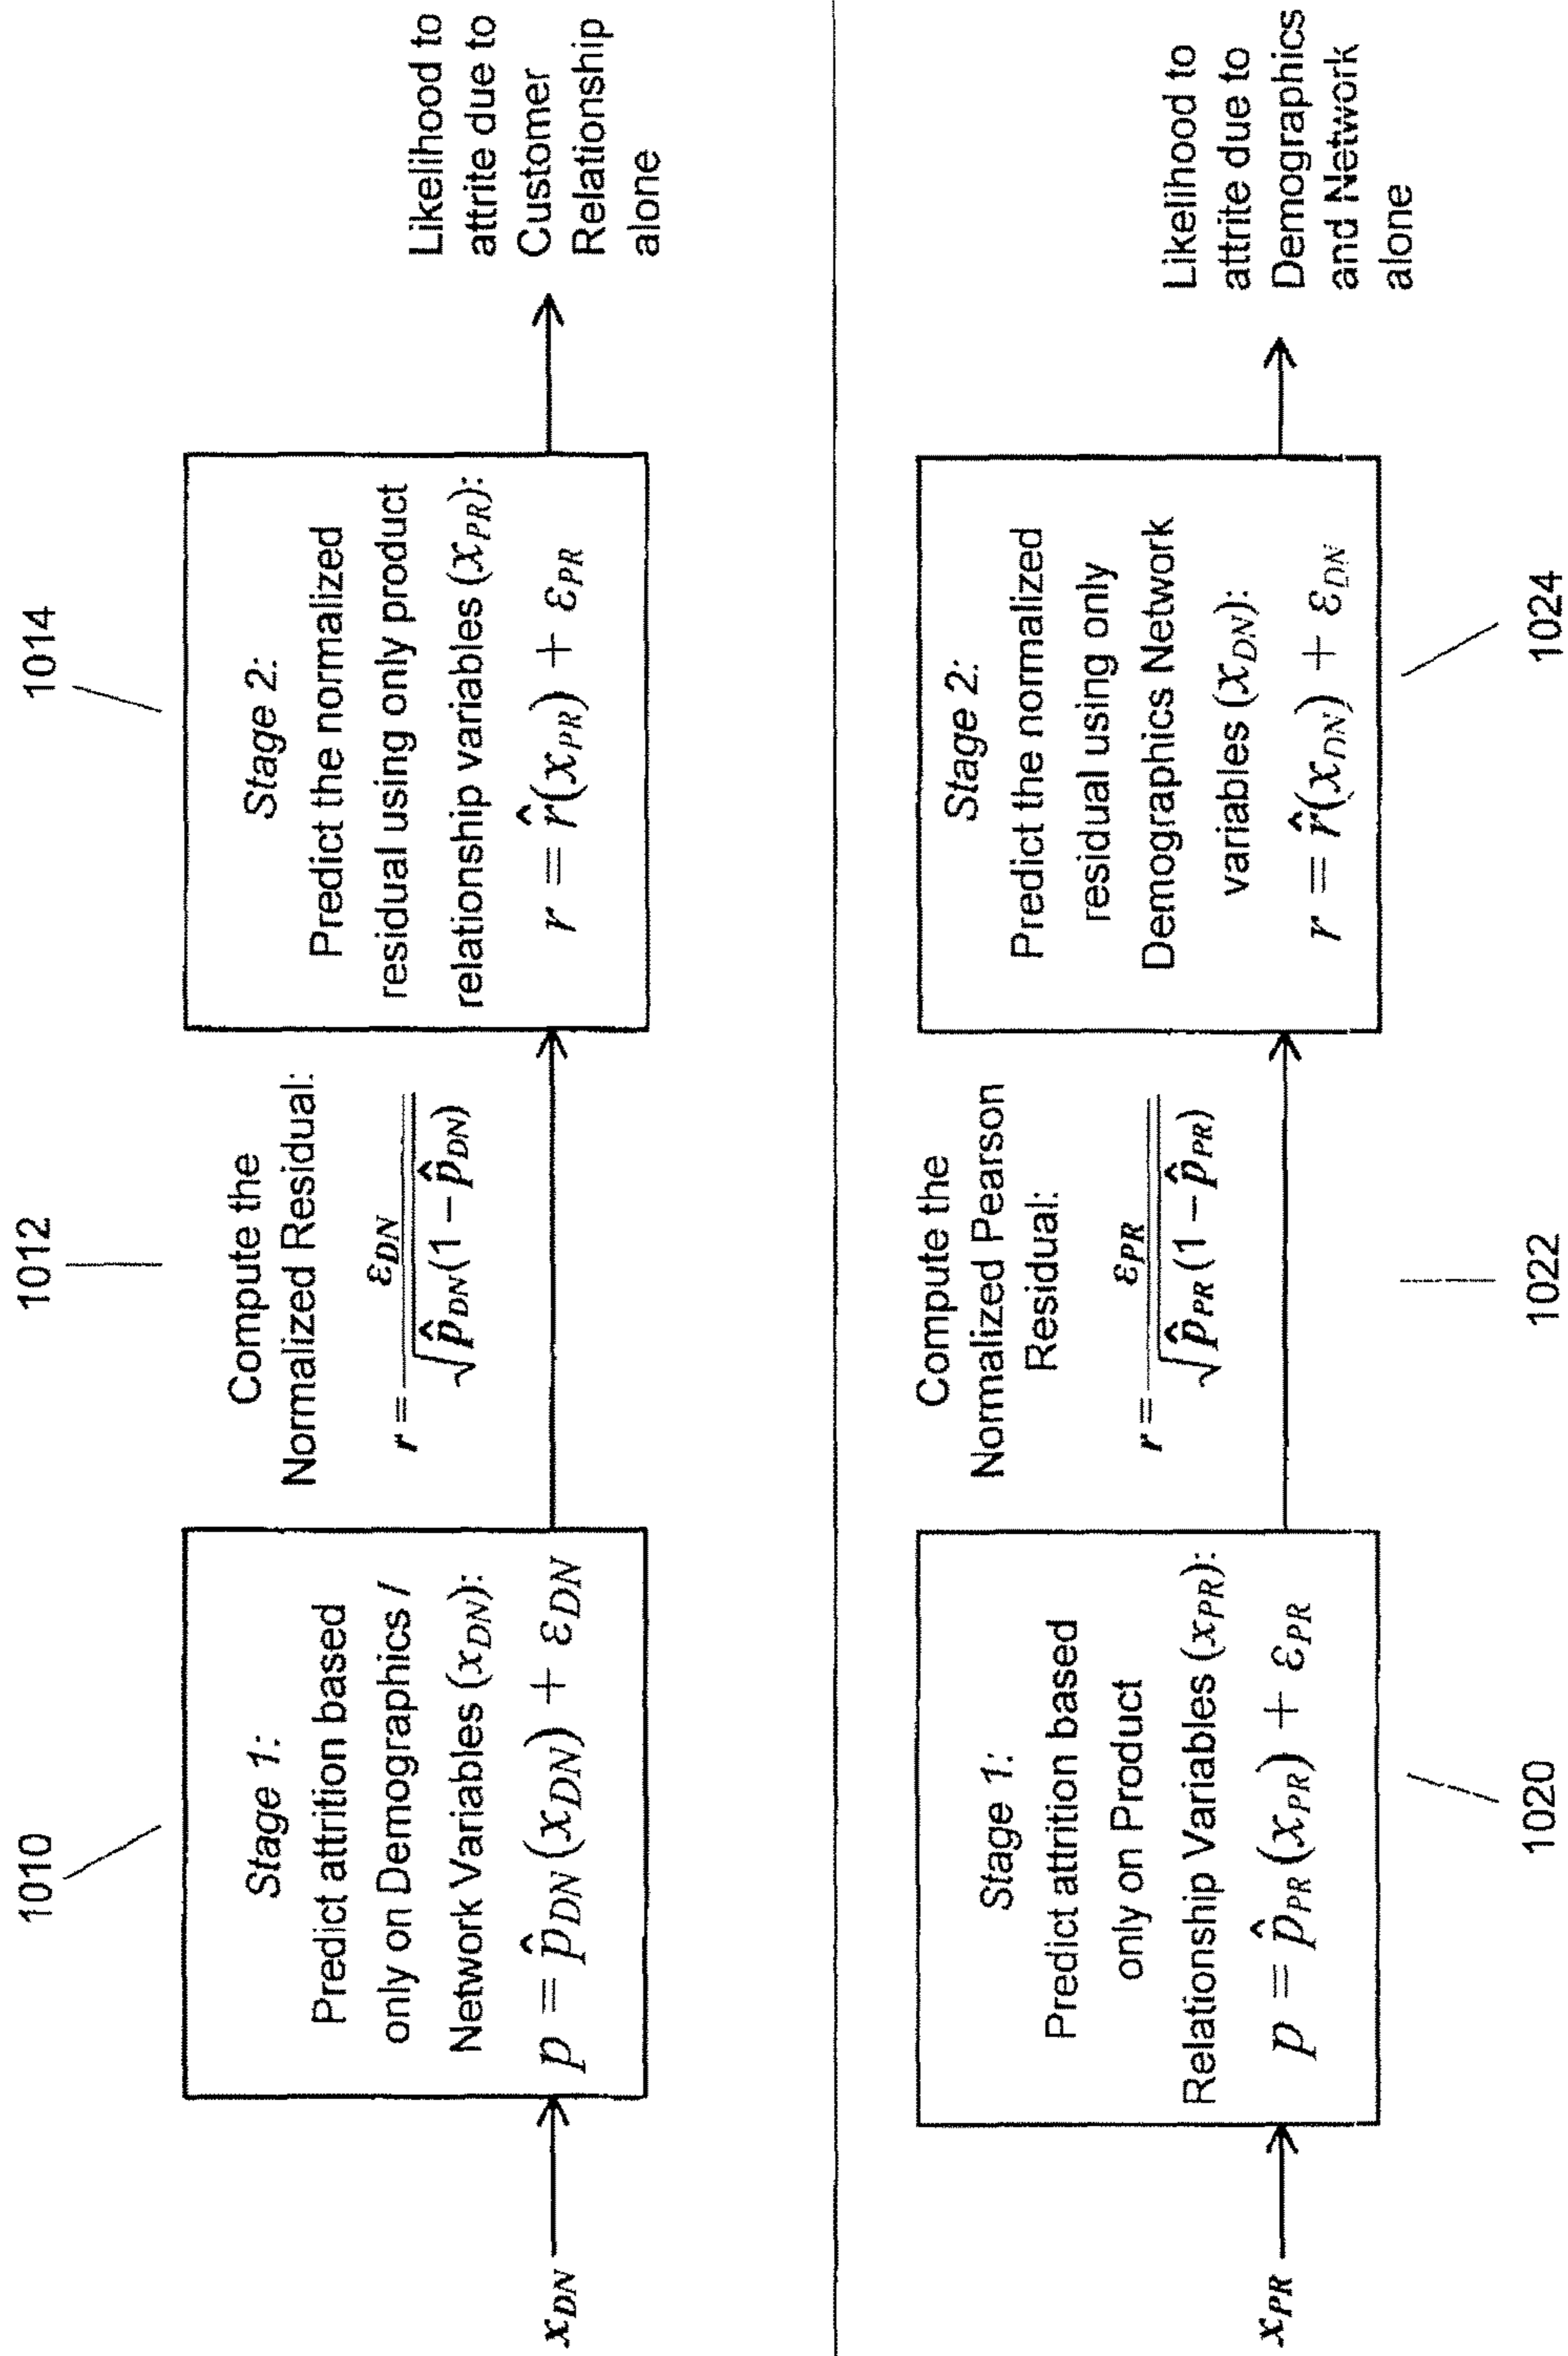 1010
1012
1014
x_DN
Stage 1:
Predict attrition based
only on Demographics /
Network Variables (x_DN):
p = p̂_DN(x_DN) + ε_DN
Compute the
Normalized Residual:
r = ε_DN / √(p̂_DN(1 − p̂_DN))
Stage 2:
Predict the normalized
residual using only product
relationship variables (x_PR):
r = r̂(x_PR) + ε_PR
Likelihood to
attrite due to
Customer
Relationship
alone
x_PR
Stage 1:
Predict attrition based
only on Product
Relationship Variables (x_PR):
p = p̂_PR(x_PR) + ε_PR
Compute the
Normalized Pearson
Residual:
r = ε_PR / √(p̂_PR(1 − p̂_PR))
Stage 2:
Predict the normalized
residual using only
Demographics Network
variables (x_DN):
r = r̂(x_DN) + ε_DN
Likelihood to
attrite due to
Demographics
and Network
alone
1020
1022
1024